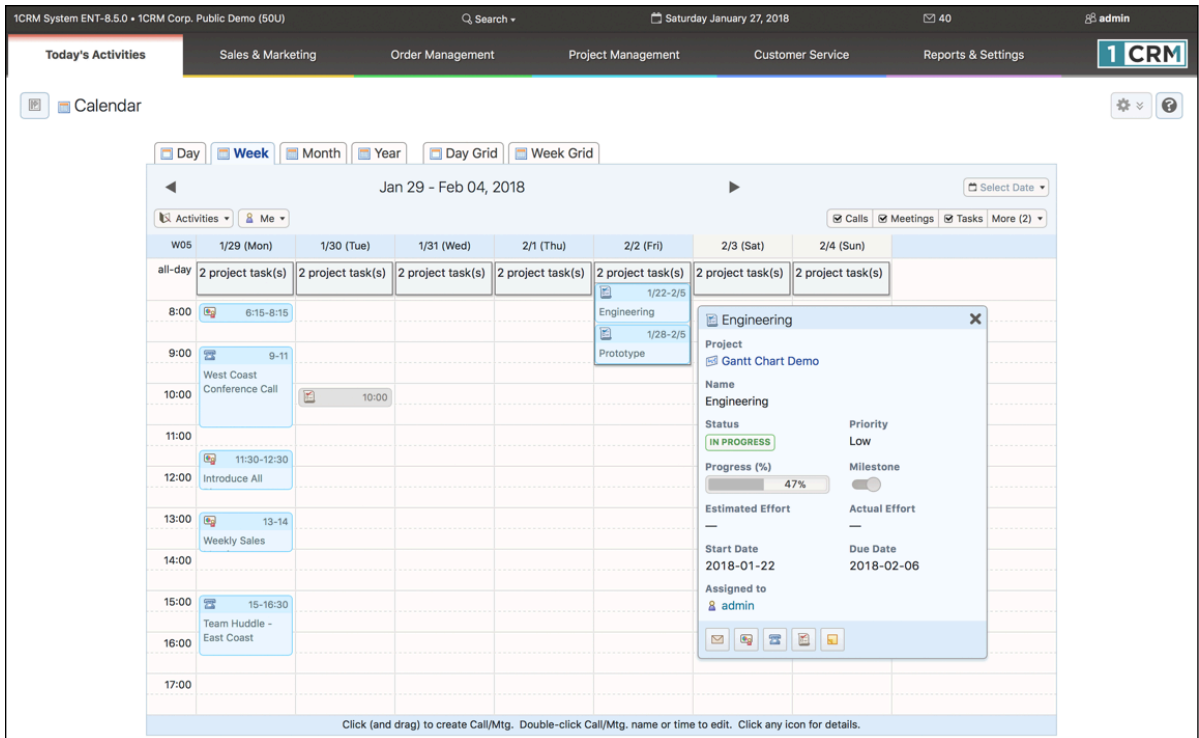 1CRM System ENT-8.5.0 • 1CRM Corp. Public Demo (50U) Search Saturday January 27, 2018 40 admin
Today's Activities Sales & Marketing Order Management Project Management Customer Service Reports & Settings 1 CRM
Calendar
Day Week Month Year Day Grid Week Grid
Jan 29 - Feb 04, 2018 Select Date
Activities Me Calls Meetings Tasks More (2)
W05 1/29 (Mon) 1/30 (Tue) 1/31 (Wed) 2/1 (Thu) 2/2 (Fri) 2/3 (Sat) 2/4 (Sun)
all-day 2 project task(s) 2 project task(s) 2 project task(s) 2 project task(s) 2 project task(s) 2 project task(s) 2 project task(s)
1/22-2/5
Engineering
1/28-2/5
Prototype
8:00 6:15-8:15
9:00 9-11
West Coast
Conference Call
10:00 10:00
11:00
11:30-12:30
12:00 Introduce All
13:00 13-14
Weekly Sales
14:00
15:00 15-16:30
Team Huddle -
East Coast
16:00
17:00
Engineering
Project
Gantt Chart Demo
Name
Engineering
Status Priority
IN PROGRESS Low
Progress (%) Milestone
47%
Estimated Effort Actual Effort
— —
Start Date Due Date
2018-01-22 2018-02-06
Assigned to
admin
Click (and drag) to create Call/Mtg. Double-click Call/Mtg. name or time to edit. Click any icon for details.